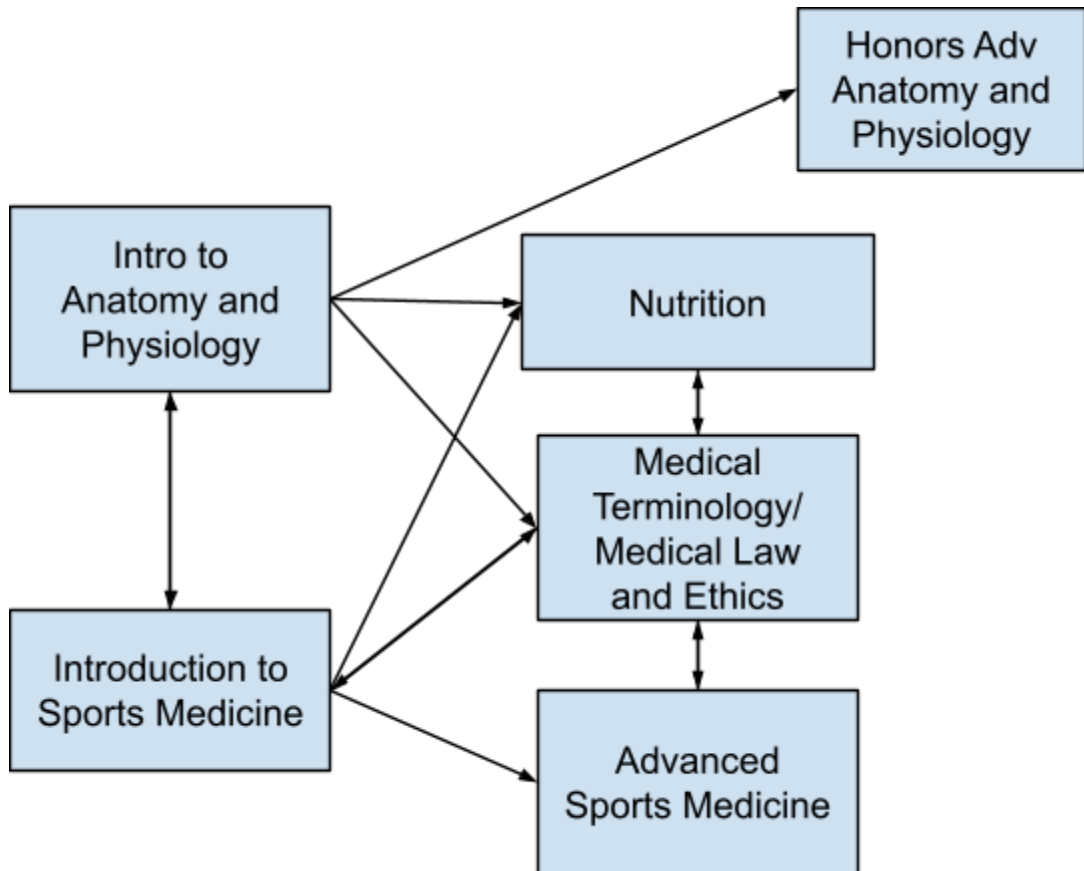 Honors Adv
Anatomy and
Physiology
Intro to
Anatomy and
Physiology
Nutrition
Medical
Terminology/
Medical Law
and Ethics
Introduction to
Sports Medicine
Advanced
Sports Medicine